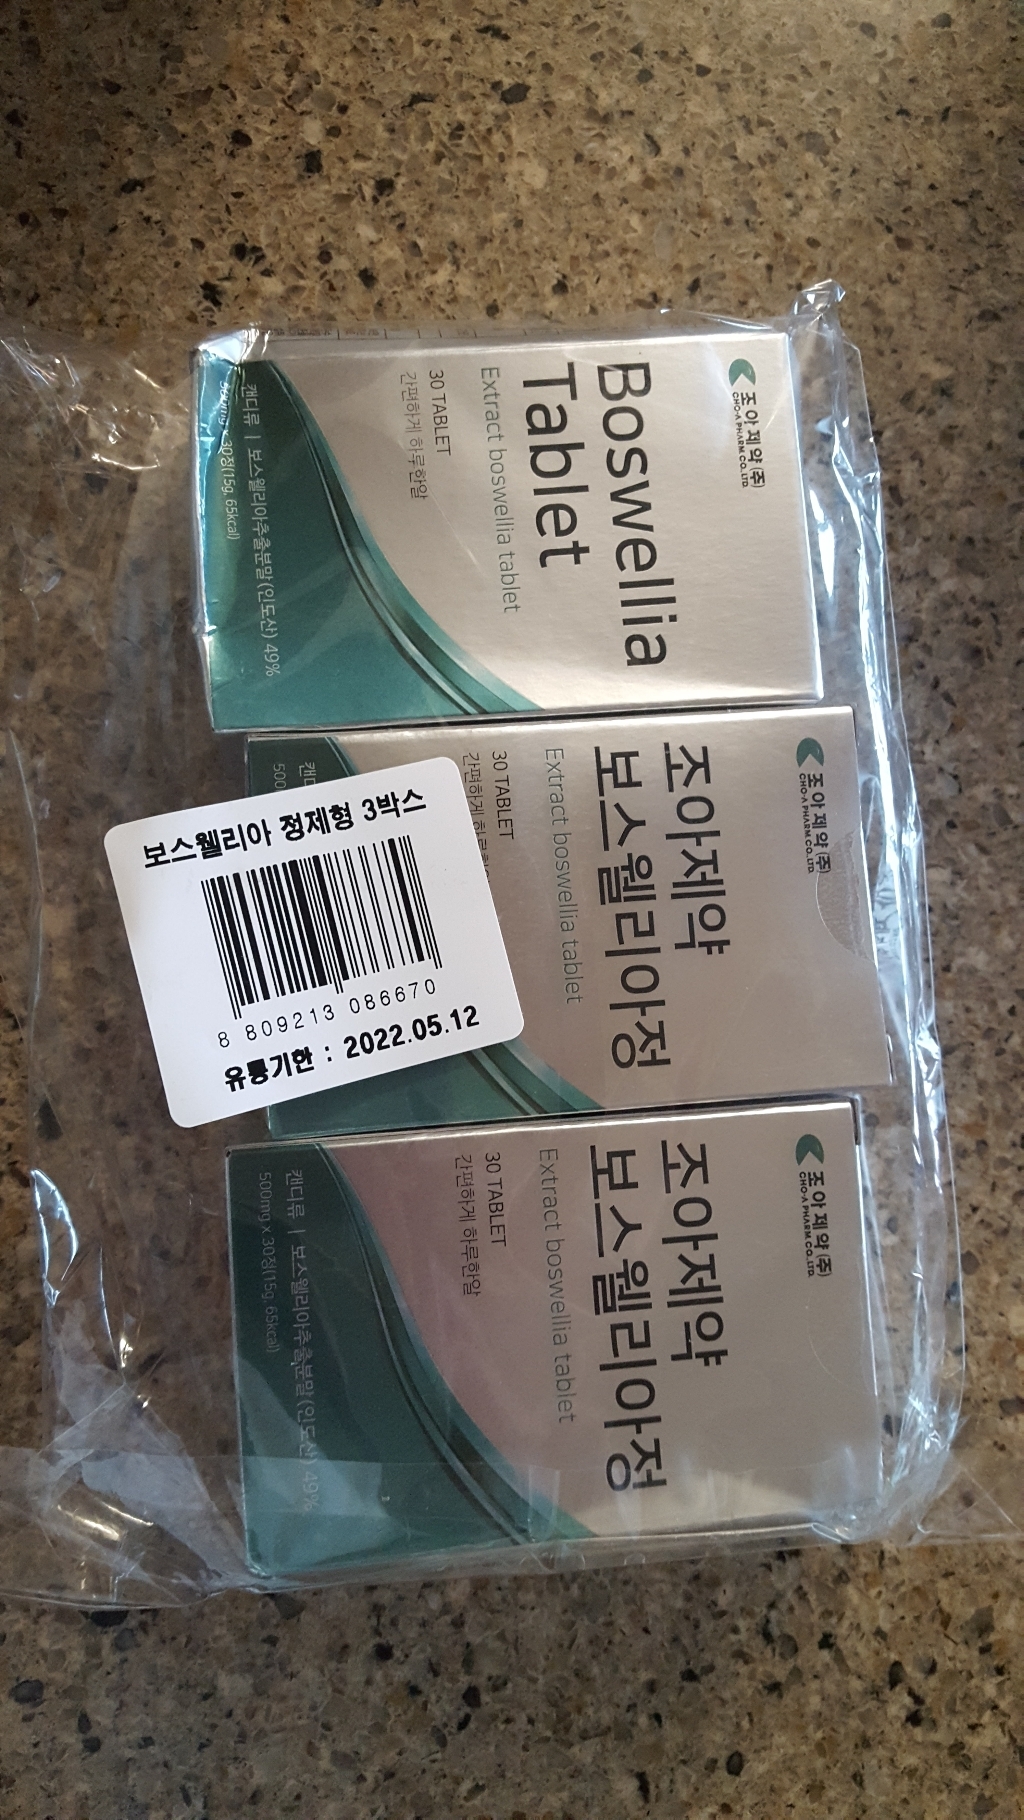 조아제약(주)
CHO-A PHARM CO.,LTD.
Boswellia
Tablet
Extract boswellia tablet
30 TABLET
간편하게 하루한알
캔디류 | 보스웰리아추출분말(인도산) 49%
500mg x 30정(15g, 65kcal)
조아제약(주)
CHO-A PHARM CO.,LTD.
조아제약
보스웰리아정
Extract boswellia tablet
30 TABLET
간편하게
캔디
500
보스웰리아 정제형 3박스
8 809213 086670
유통기한 : 2022.05.12
조아제약(주)
CHO-A PHARM CO.,LTD.
조아제약
보스웰리아정
Extract boswellia tablet
30 TABLET
간편하게 하루한알
캔디류 | 보스웰리아추출분말(인도산) 49%
500mg x 30정(15g, 65kcal)